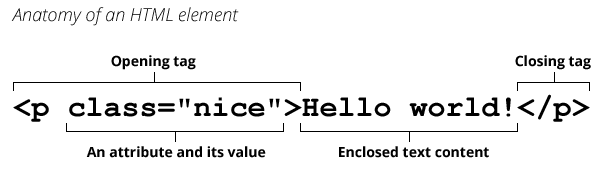 Anatomy of an HTML element
Opening tag
Closing tag
<p class="nice">Hello world!</p>
An attribute and its value
Enclosed text content